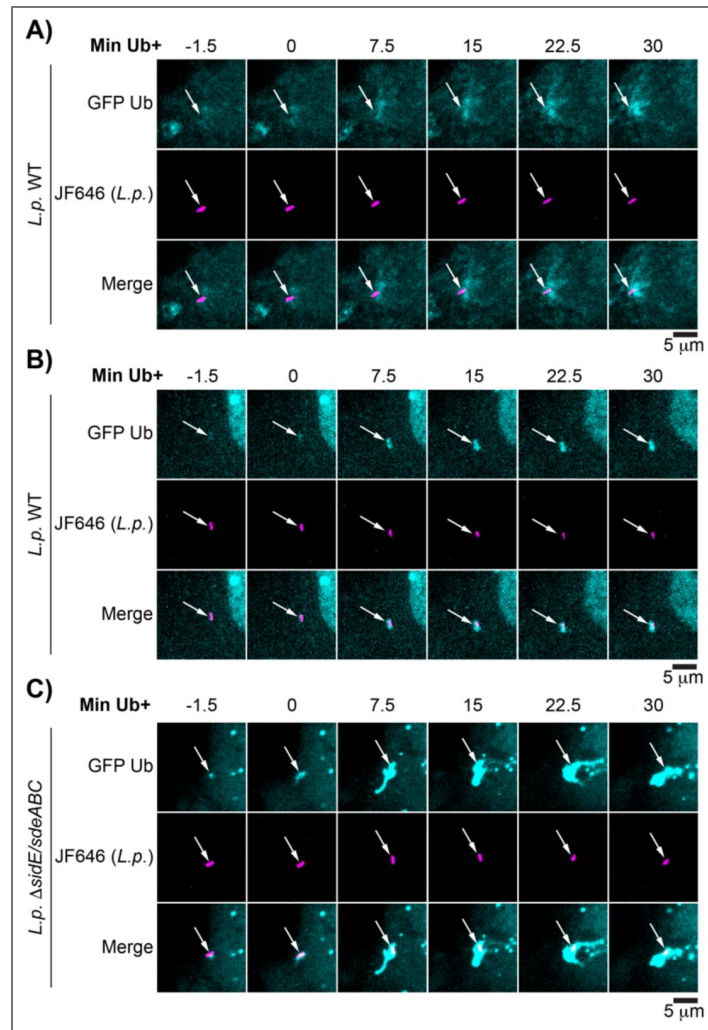 A)
Min Ub+ -1.5 0 7.5 15 22.5 30
GFP Ub
L.p. WT
JF646 (L.p.)
Merge
5 μm
B)
Min Ub+ -1.5 0 7.5 15 22.5 30
GFP Ub
L.p. WT
JF646 (L.p.)
Merge
5 μm
C)
Min Ub+ -1.5 0 7.5 15 22.5 30
GFP Ub
L.p. ΔsidE/sdeABC
JF646 (L.p.)
Merge
5 μm